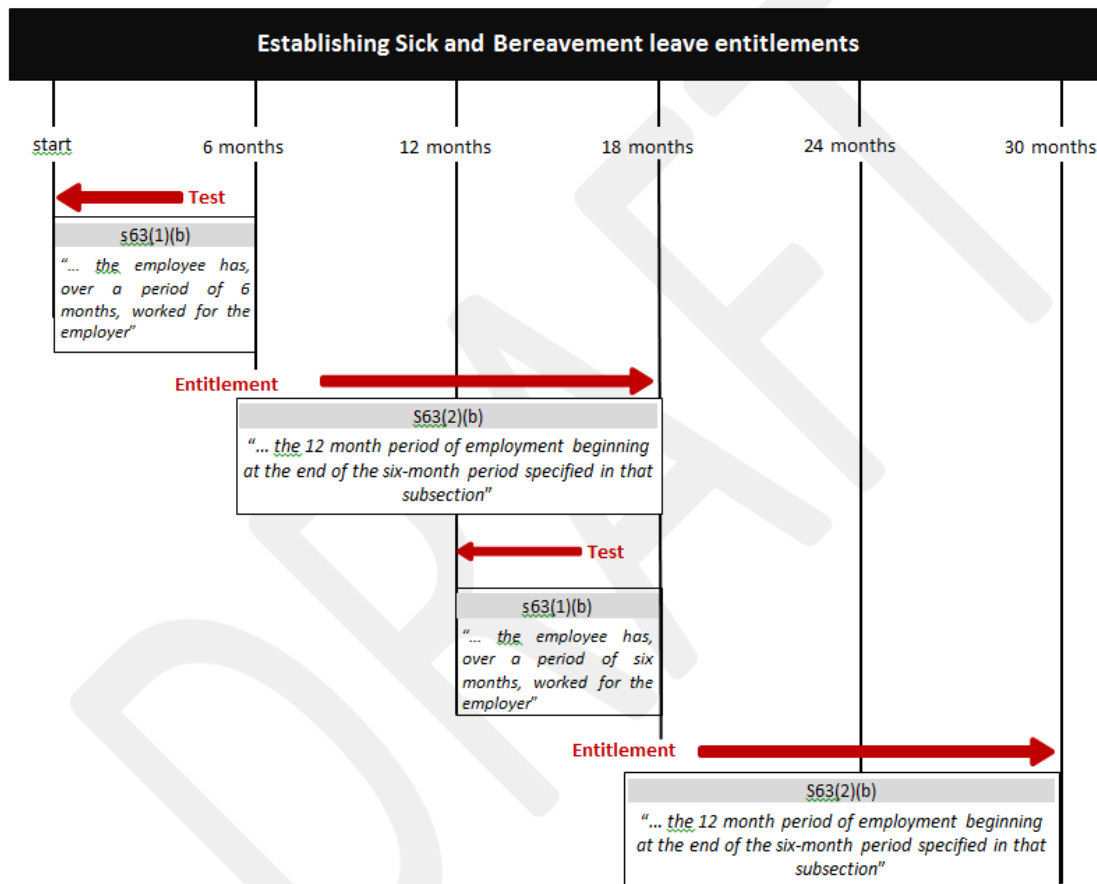 Establishing Sick and Bereavement leave entitlements
start 6 months 12 months 18 months 24 months 30 months
Test
s63(1)(b)
"... the employee has,
over a period of 6
months, worked for the
employer"
Entitlement
S63(2)(b)
"... the 12 month period of employment beginning
at the end of the six-month period specified in that
subsection"
Test
s63(1)(b)
"... the employee has,
over a period of six
months, worked for the
employer"
Entitlement
S63(2)(b)
"... the 12 month period of employment beginning
at the end of the six-month period specified in that
subsection"
DRAFT